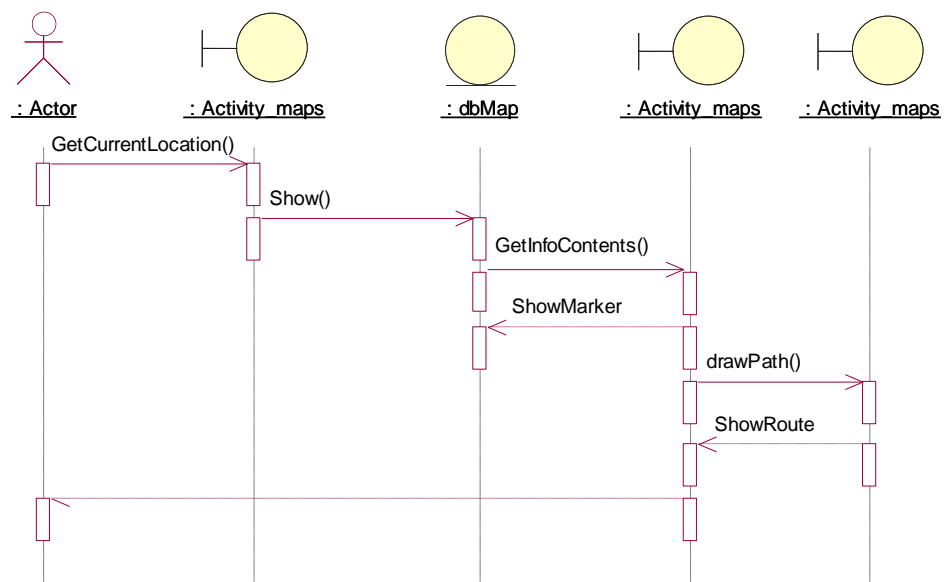 : Actor
: Activity_maps
: dbMap
: Activity_maps
: Activity_maps
GetCurrentLocation()
Show()
GetInfoContents()
ShowMarker
drawPath()
ShowRoute